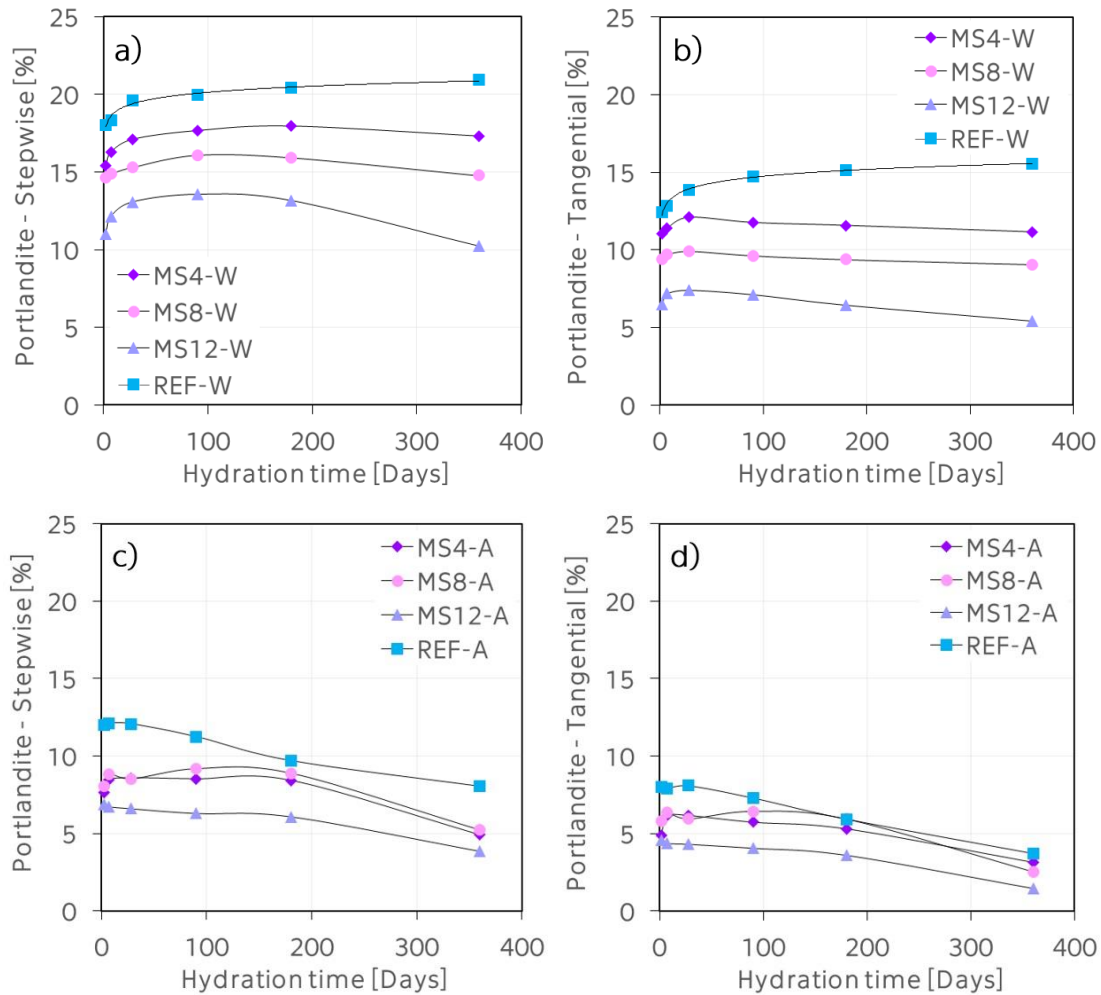 a)
Portlandite - Stepwise [%]
25
20
15
10
5
0
MS4-W
MS8-W
MS12-W
REF-W
0 100 200 300 400
Hydration time [Days]
b)
Portlandite - Tangential [%]
25
20
15
10
5
0
MS4-W
MS8-W
MS12-W
REF-W
0 100 200 300 400
Hydration time [Days]
c)
Portlandite - Stepwise [%]
25
20
15
10
5
0
MS4-A
MS8-A
MS12-A
REF-A
0 100 200 300 400
Hydration time [Days]
d)
Portlandite - Tangential [%]
25
20
15
10
5
0
MS4-A
MS8-A
MS12-A
REF-A
0 100 200 300 400
Hydration time [Days]